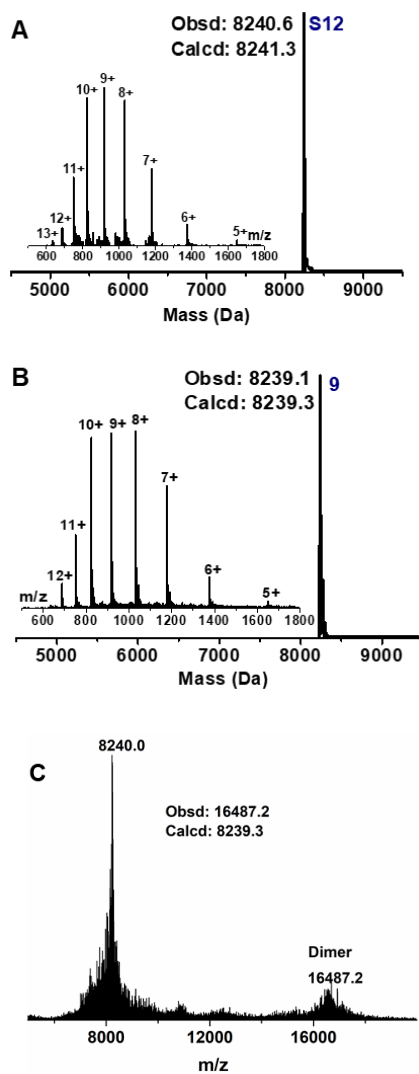 A
Obsd: 8240.6 S12
Calcd: 8241.3
9+
10+
8+
11+
7+
12+
13+
6+
5+ m/z
600 800 1000 1200 1400 1600 1800
5000 6000 7000 8000 9000
Mass (Da)
B
Obsd: 8239.1 9
Calcd: 8239.3
10+ 9+ 8+
7+
11+
12+
6+
5+
m/z
600 800 1000 1200 1400 1600 1800
5000 6000 7000 8000 9000
Mass (Da)
8240.0
C
Obsd: 16487.2
Calcd: 8239.3
Dimer
16487.2
8000 12000 16000
m/z